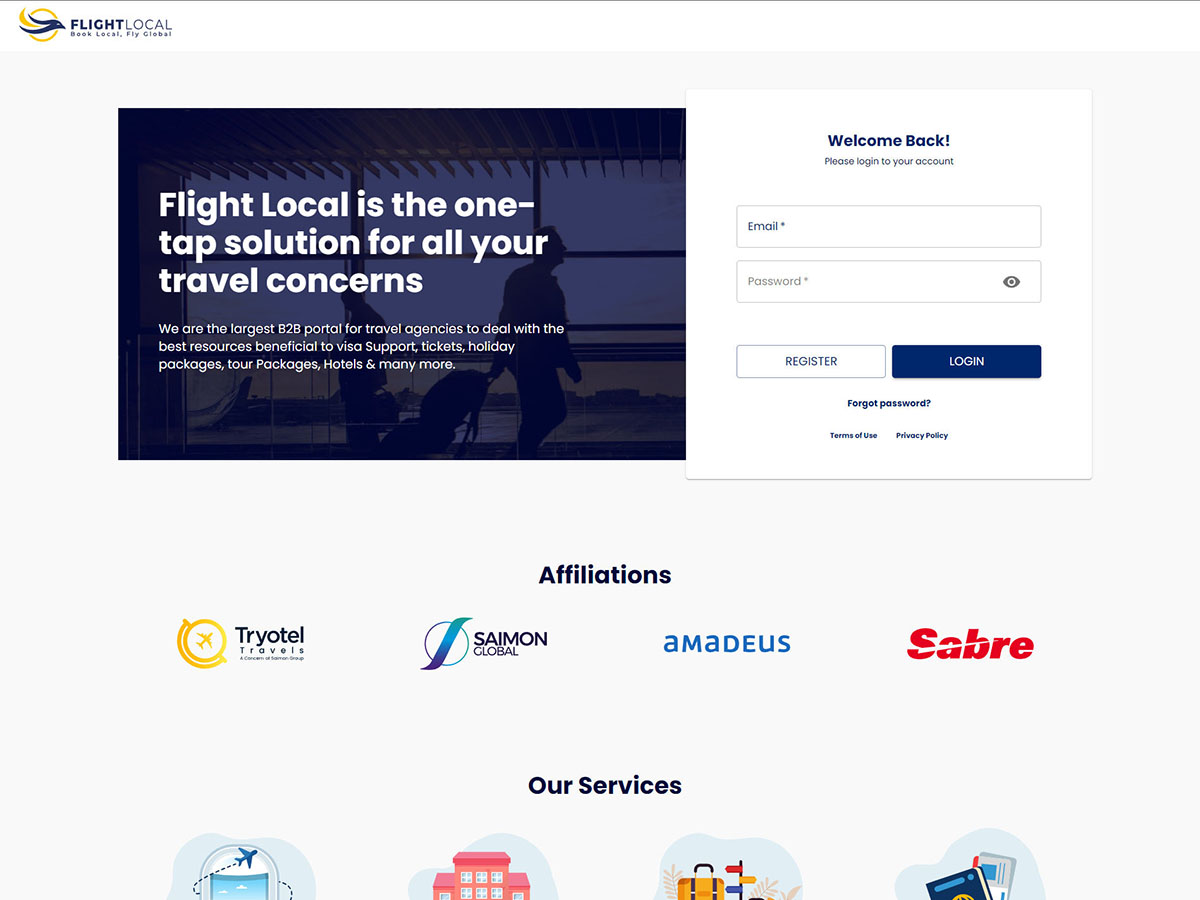 FLIGHTLOCAL
Book Local, Fly Global
Flight Local is the one-
tap solution for all your
travel concerns
We are the largest B2B portal for travel agencies to deal with the
best resources beneficial to visa Support, tickets, holiday
packages, tour Packages, Hotels & many more.
Welcome Back!
Please login to your account
Email *
Password *
REGISTER
LOGIN
Forgot password?
Terms of Use
Privacy Policy
Affiliations
Tryotel
Travels
A Concern of Saimon Group
SAIMON
GLOBAL
amaDEUS
Sabre
Our Services